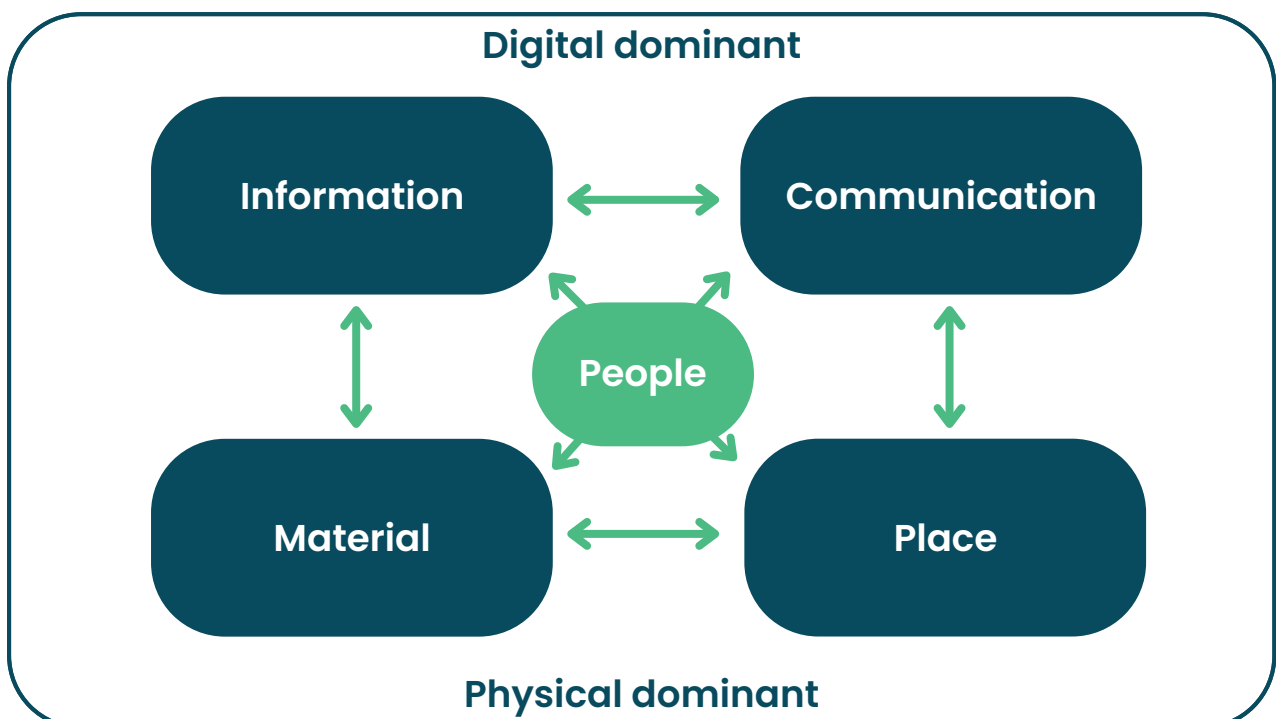 Digital dominant
Information
Communication
People
Material
Place
Physical dominant